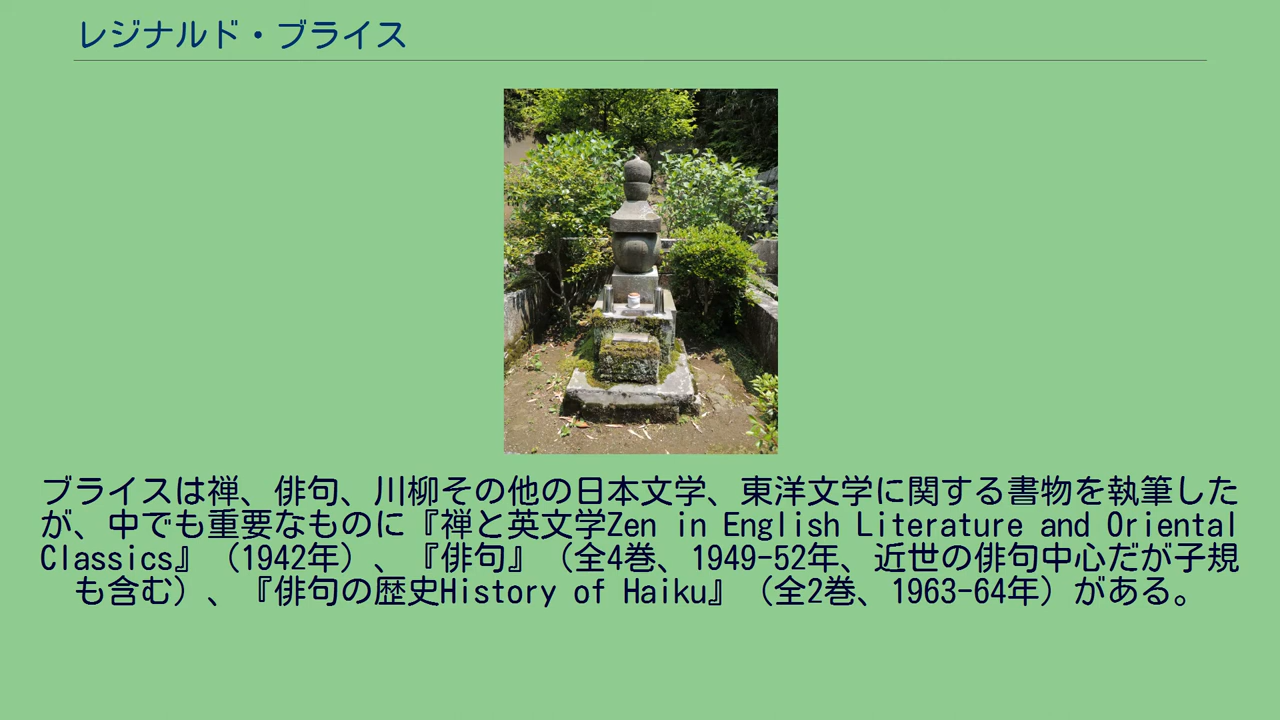 レジナルド・ブライス
ブライスは禅、俳句、川柳その他の日本文学、東洋文学に関する書物を執筆した
が、中でも重要なものに『禅と英文学Zen in English Literature and Oriental
Classics』（1942年）、『俳句』（全4巻、1949-52年、近世の俳句中心だが子規
も含む）、『俳句の歴史History of Haiku』（全2巻、1963-64年）がある。